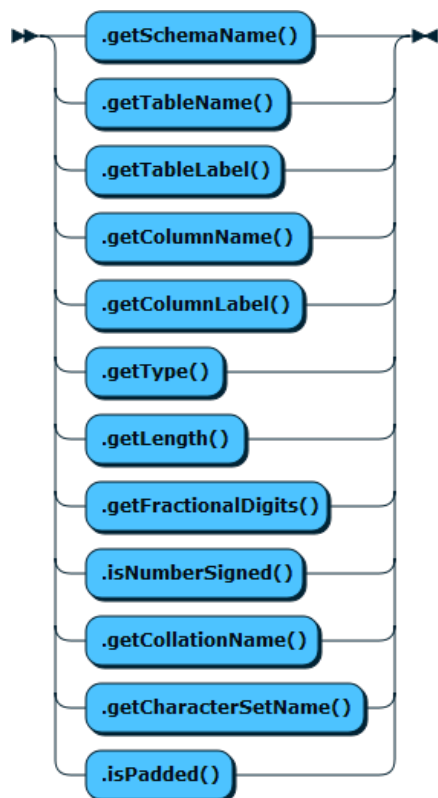 .getSchemaName()
.getTableName()
.getTableLabel()
.getColumnName()
.getColumnLabel()
.getType()
.getLength()
.getFractionalDigits()
.isNumberSigned()
.getCollationName()
.getCharacterSetName()
.isPadded()